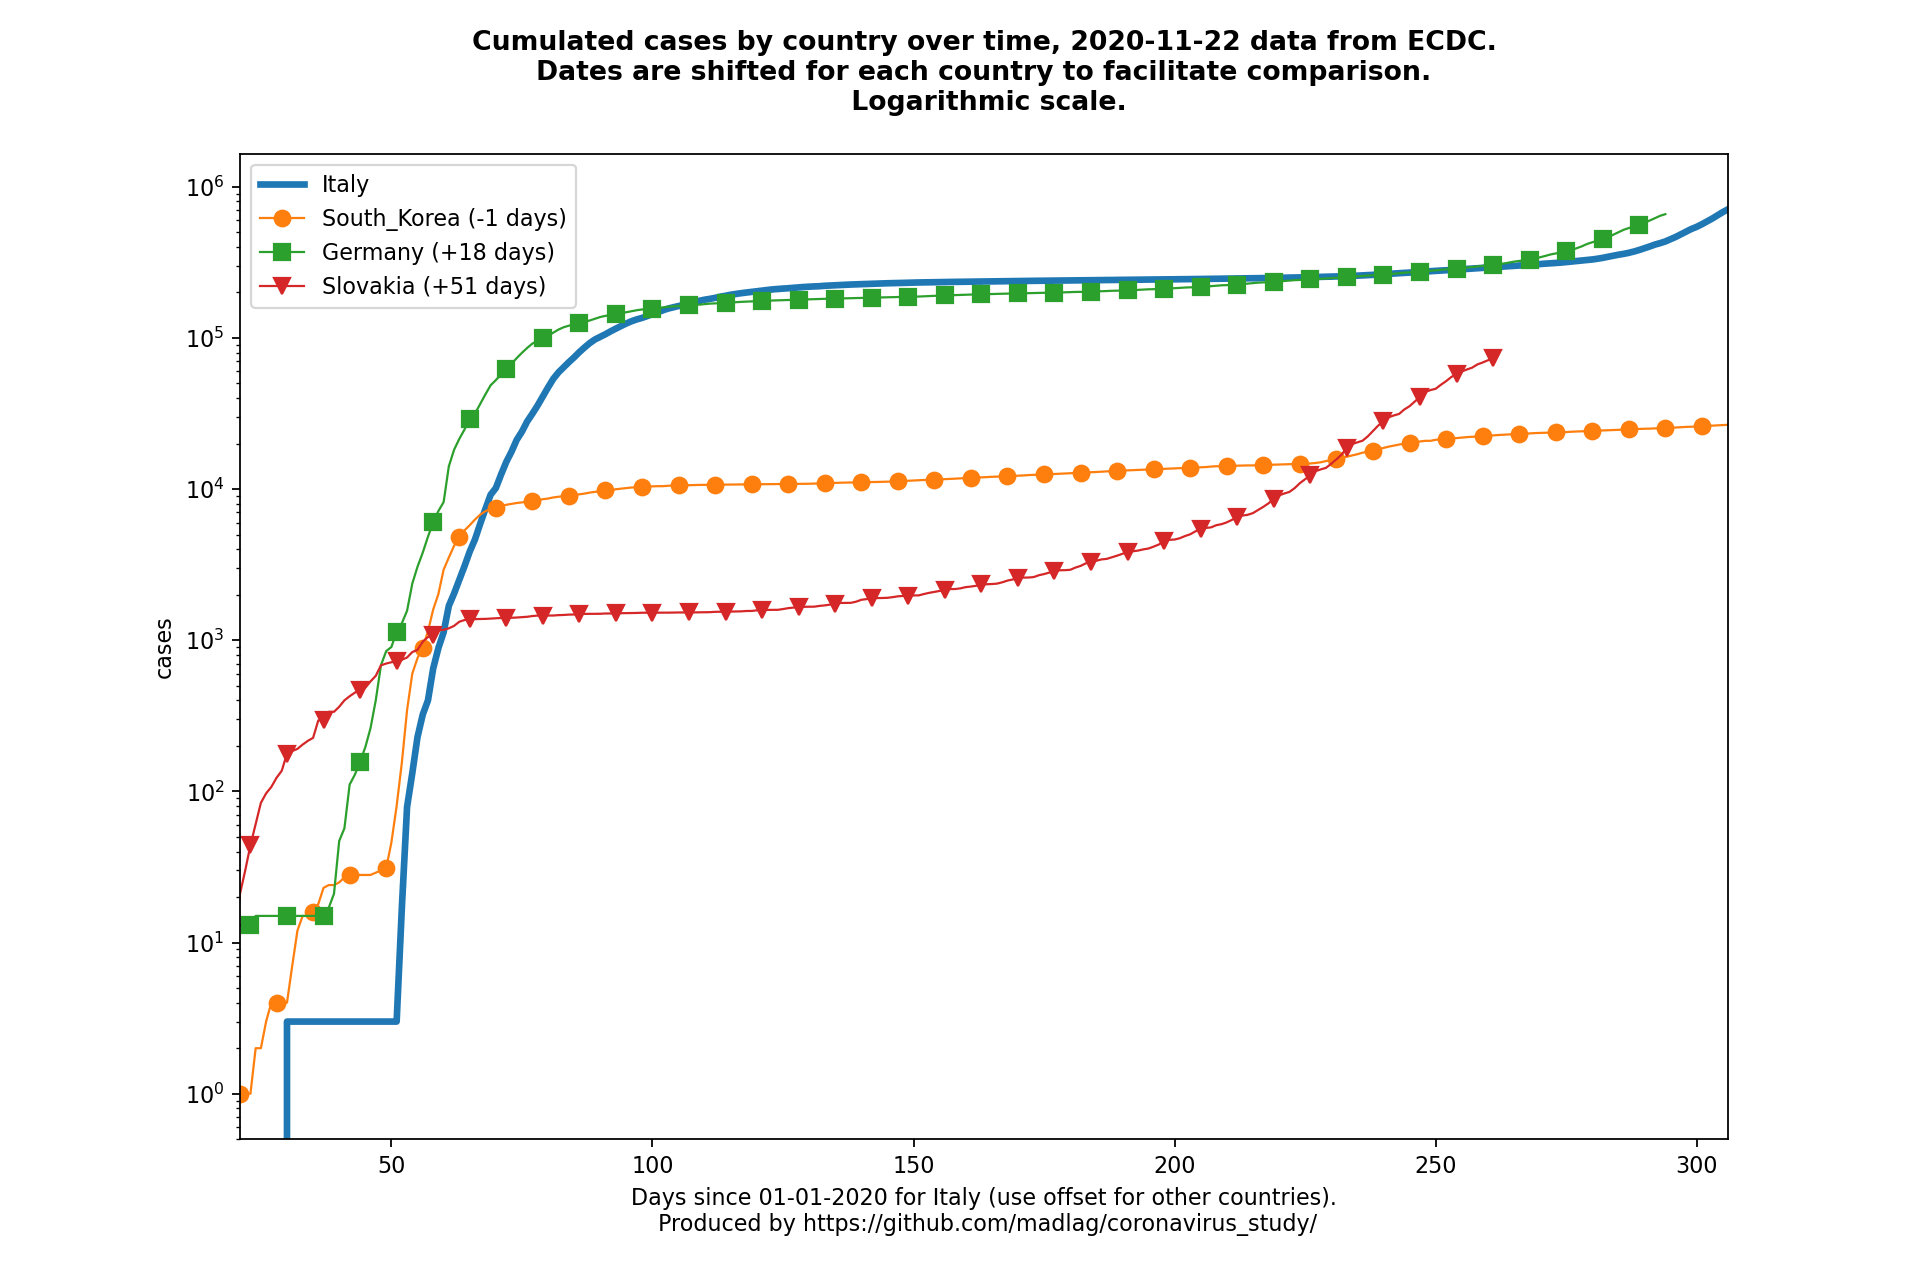 Cumulated cases by country over time, 2020-11-22 data from ECDC.
Dates are shifted for each country to facilitate comparison.
Logarithmic scale.
Italy
South_Korea (-1 days)
Germany (+18 days)
Slovakia (+51 days)
10^6
10^5
10^4
10^3
10^2
10^1
10^0
cases
50 100 150 200 250 300
Days since 01-01-2020 for Italy (use offset for other countries).
Produced by https://github.com/madlag/coronavirus_study/